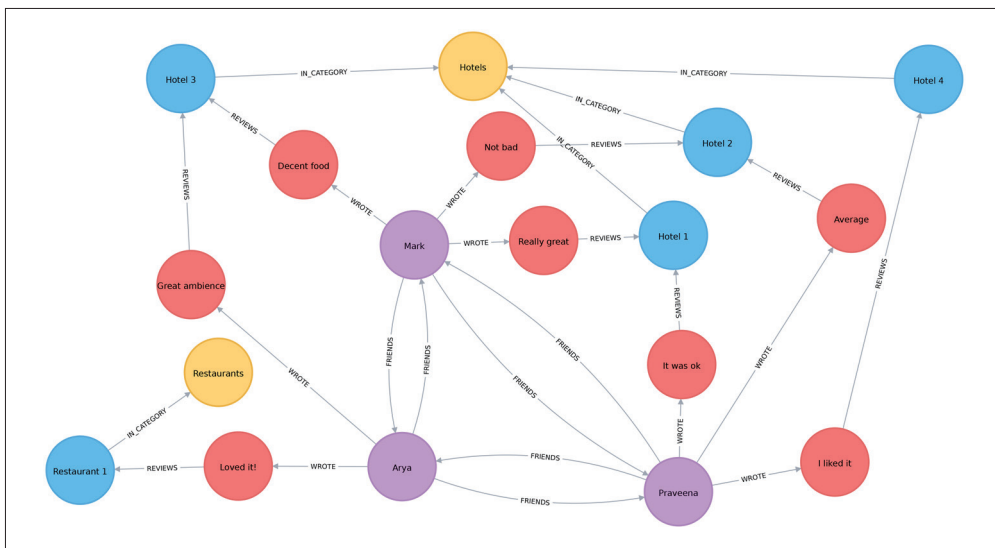 Hotel 3
IN_CATEGORY
Hotels
IN_CATEGORY
Hotel 4
IN_CATEGORY
REVIEWS
Decent food
Not bad
REVIEWS
IN_CATEGORY
Hotel 2
REVIEWS
REVIEWS
WROTE
WROTE
Average
Mark
WROTE
Really great
REVIEWS
Hotel 1
REVIEWS
Great ambience
REVIEWS
FRIENDS
FRIENDS
FRIENDS
FRIENDS
WROTE
Restaurants
WROTE
It was ok
IN_CATEGORY
WROTE
Restaurant 1
REVIEWS
Loved it!
WROTE
Arya
FRIENDS
FRIENDS
Praveena
WROTE
I liked it